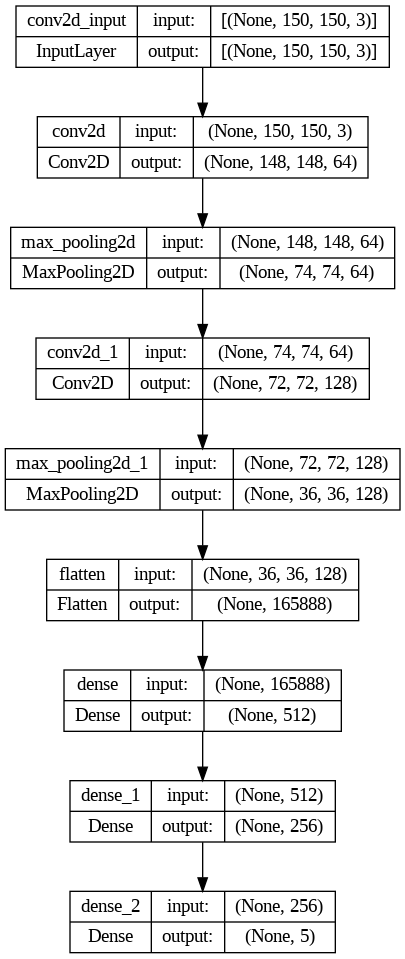 conv2d_input input: [(None, 150, 150, 3)]
InputLayer output: [(None, 150, 150, 3)]
conv2d input: (None, 150, 150, 3)
Conv2D output: (None, 148, 148, 64)
max_pooling2d input: (None, 148, 148, 64)
MaxPooling2D output: (None, 74, 74, 64)
conv2d_1 input: (None, 74, 74, 64)
Conv2D output: (None, 72, 72, 128)
max_pooling2d_1 input: (None, 72, 72, 128)
MaxPooling2D output: (None, 36, 36, 128)
flatten input: (None, 36, 36, 128)
Flatten output: (None, 165888)
dense input: (None, 165888)
Dense output: (None, 512)
dense_1 input: (None, 512)
Dense output: (None, 256)
dense_2 input: (None, 256)
Dense output: (None, 5)